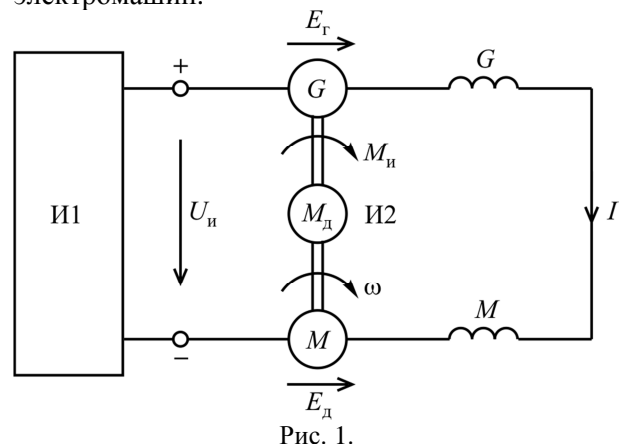 электромашин.
E_г
+
G
G
M_и
И1
U_и
M_д
И2
I
ω
M
M
−
E_д
Рис. 1.